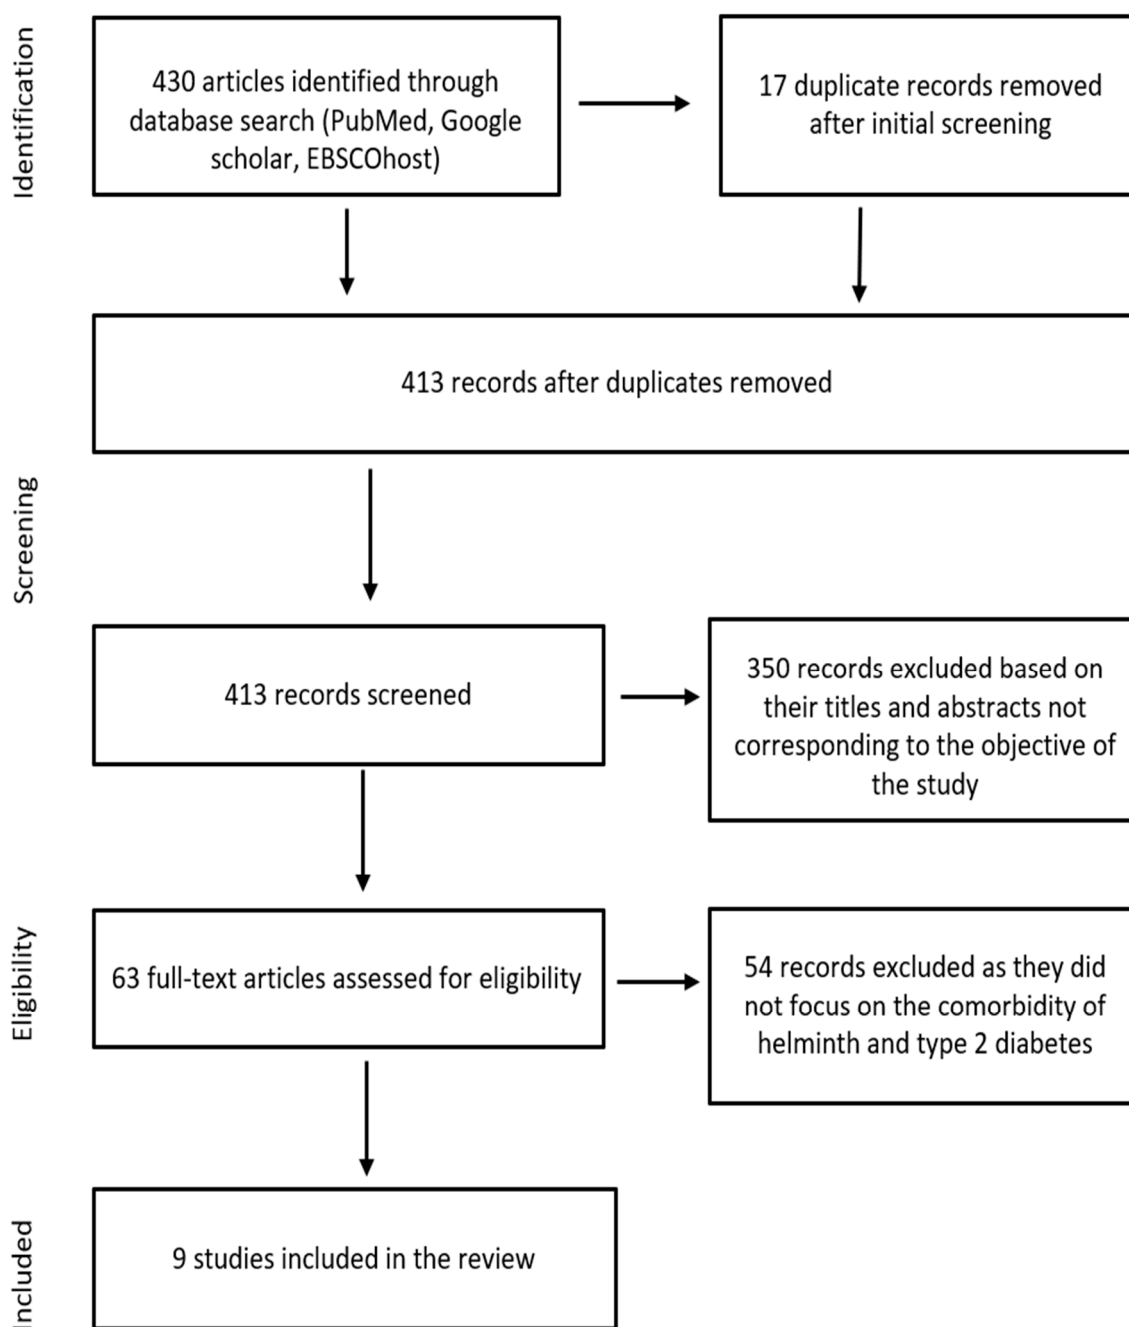 Identification
430 articles identified through
database search (PubMed, Google
scholar, EBSCOhost)
17 duplicate records removed
after initial screening
413 records after duplicates removed
Screening
413 records screened
350 records excluded based on
their titles and abstracts not
corresponding to the objective of
the study
Eligibility
63 full-text articles assessed for eligibility
54 records excluded as they did
not focus on the comorbidity of
helminth and type 2 diabetes
Included
9 studies included in the review